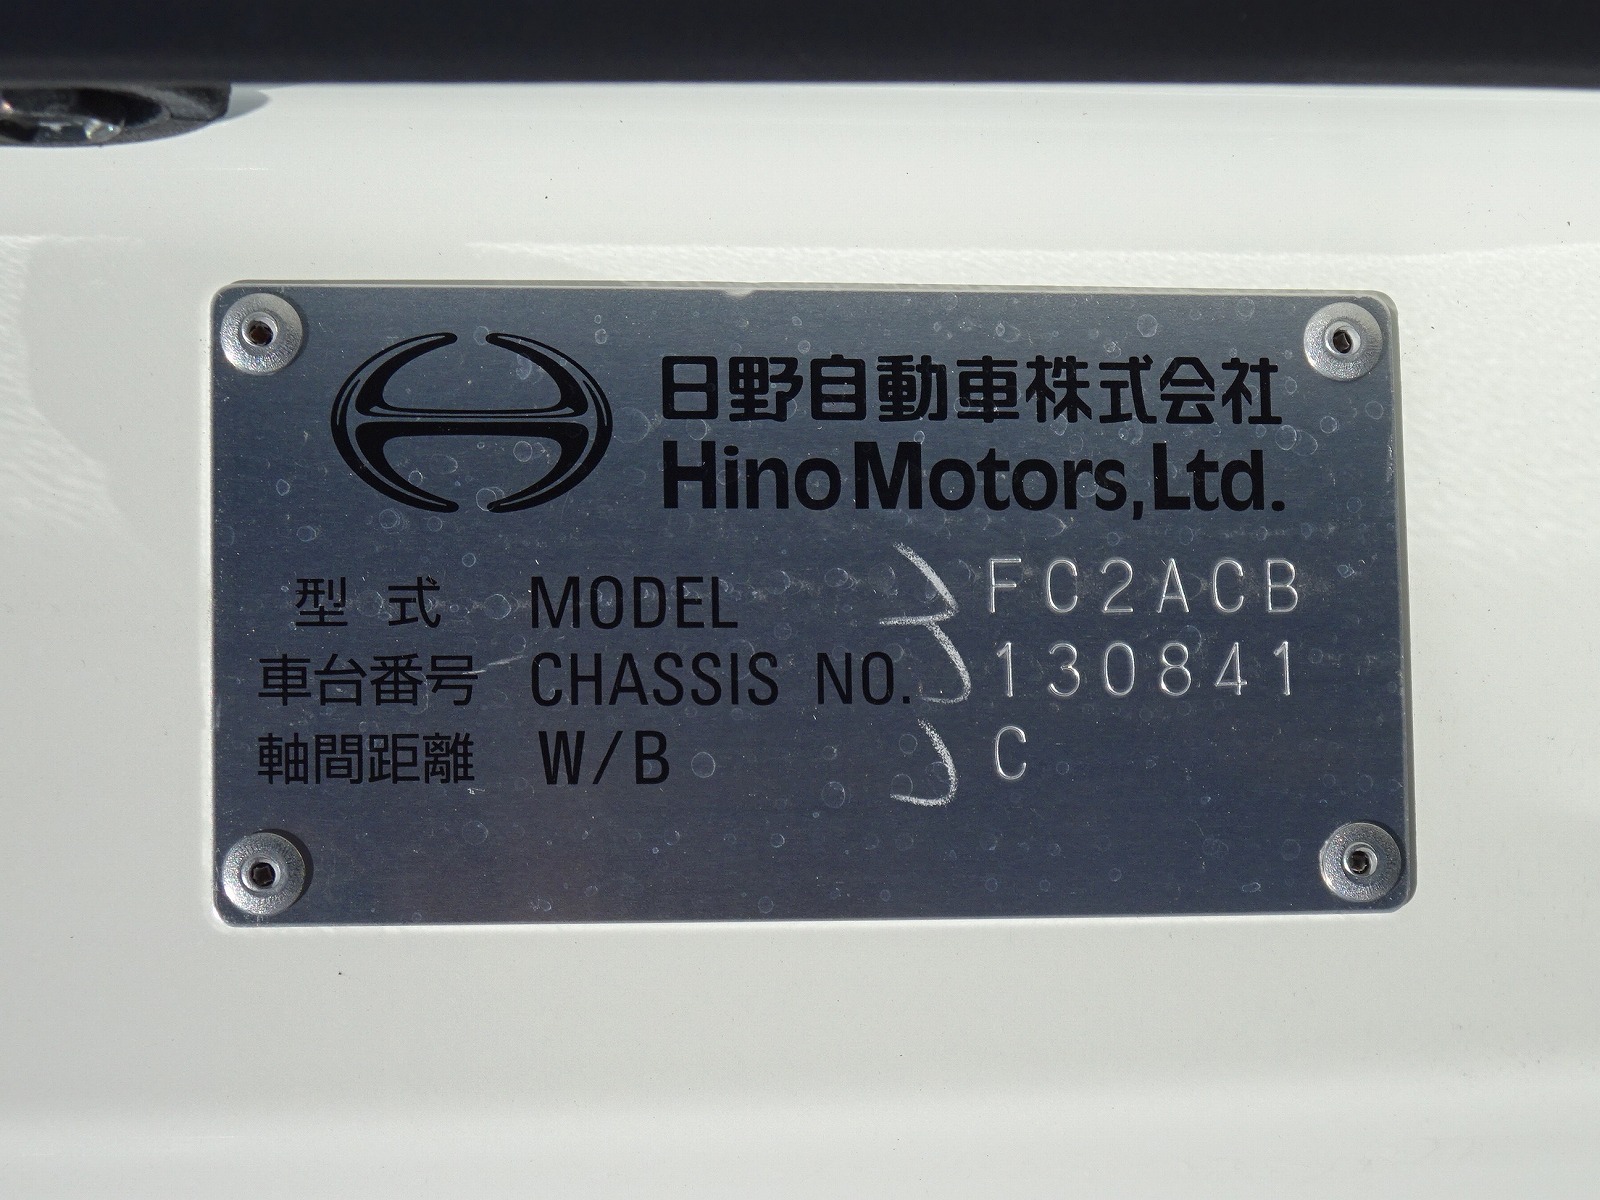 日野自動車株式会社
Hino Motors, Ltd.
型式 MODEL FC2ACB
車台番号 CHASSIS NO. 130841
軸間距離 W/B C